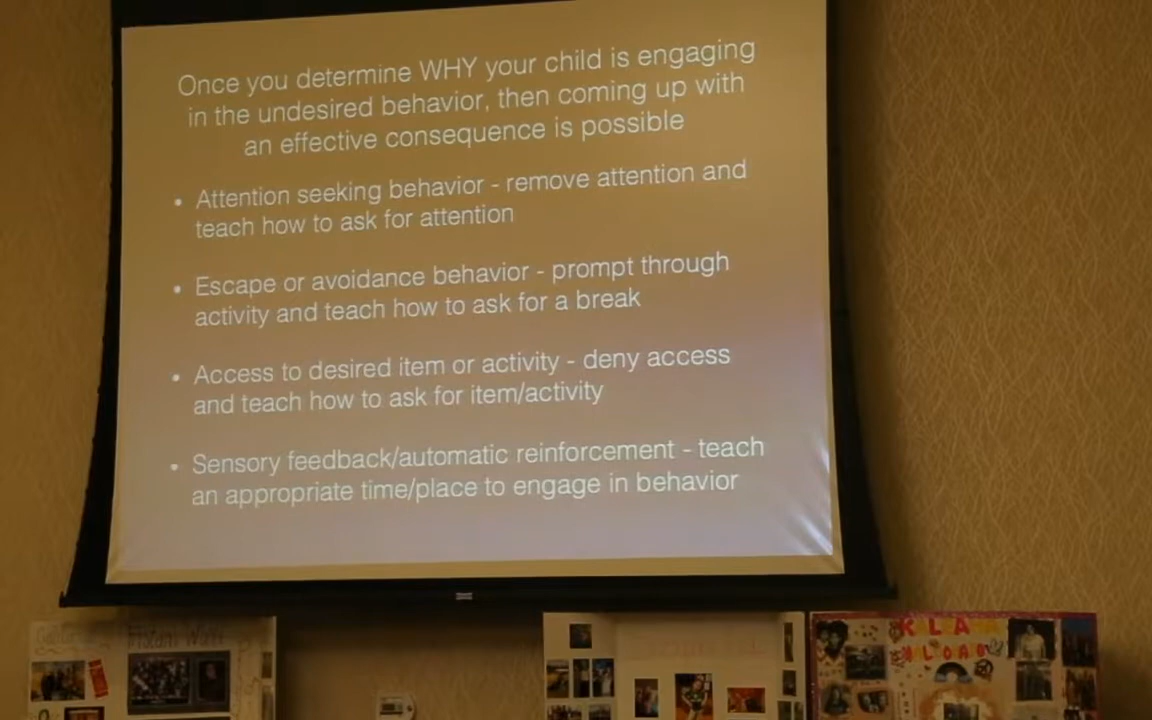 Once you determine WHY your child is engaging
in the undesired behavior, then coming up with
an effective consequence is possible
• Attention seeking behavior - remove attention and
teach how to ask for attention
• Escape or avoidance behavior - prompt through
activity and teach how to ask for a break
• Access to desired item or activity - deny access
and teach how to ask for item/activity
• Sensory feedback/automatic reinforcement - teach
an appropriate time/place to engage in behavior